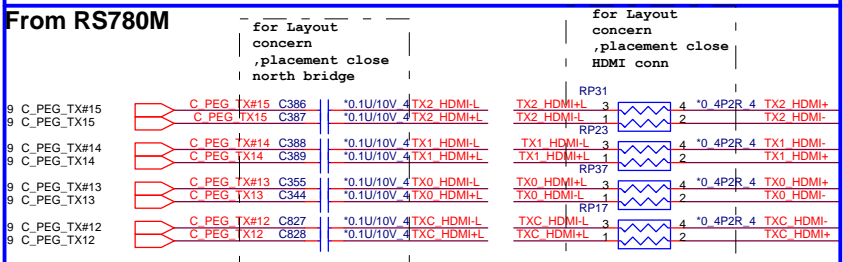 From RS780M
for Layout
concern
,placement close
north bridge
for Layout
concern
,placement close
HDMI conn
RP31
9 C_PEG_TX#15 C_PEG_TX#15 C386 *0.1U/10V_4 TX2_HDMI-L TX2_HDMI+L 3 4 *0_4P2R_4 TX2_HDMI+
9 C_PEG_TX15 C_PEG_TX15 C387 *0.1U/10V_4 TX2_HDMI+L TX2_HDMI-L 1 2 TX2_HDMI-
RP23
9 C_PEG_TX#14 C_PEG_TX#14 C388 *0.1U/10V_4 TX1_HDMI-L TX1_HDMI-L 3 4 *0_4P2R_4 TX1_HDMI-
9 C_PEG_TX14 C_PEG_TX14 C389 *0.1U/10V_4 TX1_HDMI+L TX1_HDMI+L 1 2 TX1_HDMI+
RP37
9 C_PEG_TX#13 C_PEG_TX#13 C355 *0.1U/10V_4 TX0_HDMI-L TX0_HDMI+L 3 4 *0_4P2R_4 TX0_HDMI+
9 C_PEG_TX13 C_PEG_TX13 C344 *0.1U/10V_4 TX0_HDMI+L TX0_HDMI-L 1 2 TX0_HDMI-
RP17
9 C_PEG_TX#12 C_PEG_TX#12 C827 *0.1U/10V_4 TXC_HDMI-L TXC_HDMI-L 3 4 *0_4P2R_4 TXC_HDMI-
9 C_PEG_TX12 C_PEG_TX12 C828 *0.1U/10V_4 TXC_HDMI+L TXC_HDMI+L 1 2 TXC_HDMI+